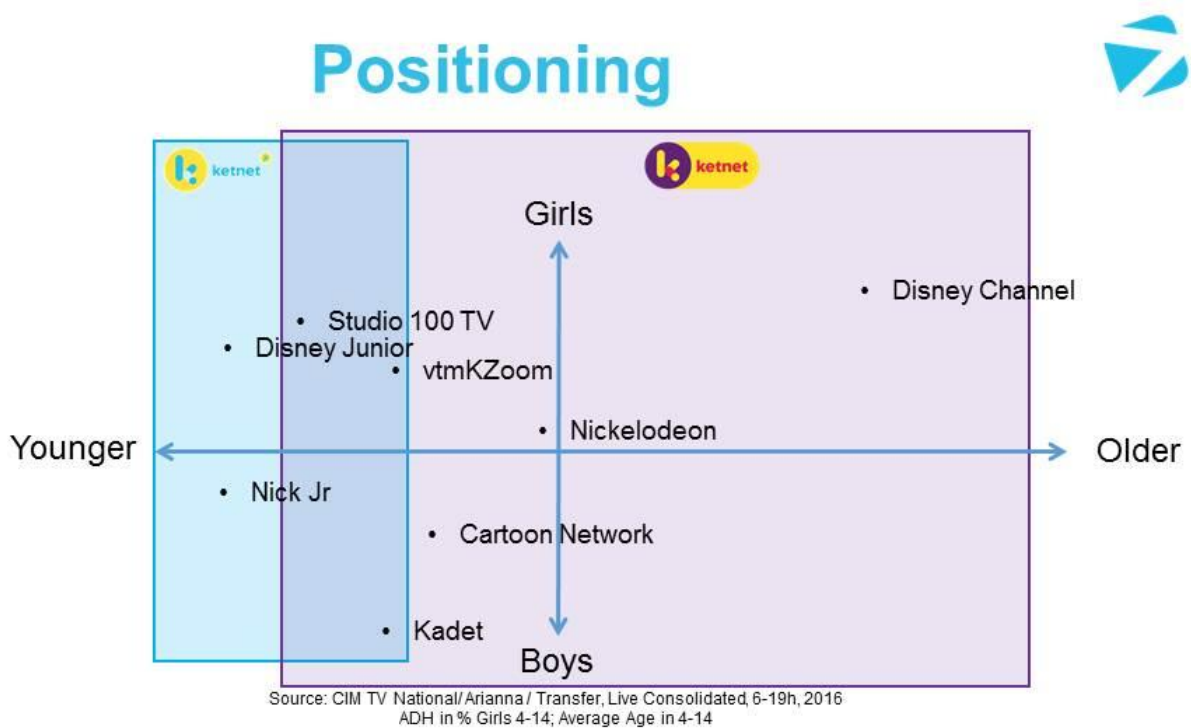 Positioning
ketnet
ketnet
Girls
Disney Channel
Studio 100 TV
Disney Junior
vtmKZoom
Nickelodeon
Younger
Older
Nick Jr
Cartoon Network
Kadet
Boys
Source: CIM TV National/ Arianna / Transfer, Live Consolidated, 6-19h, 2016
ADH in % Girls 4-14; Average Age in 4-14